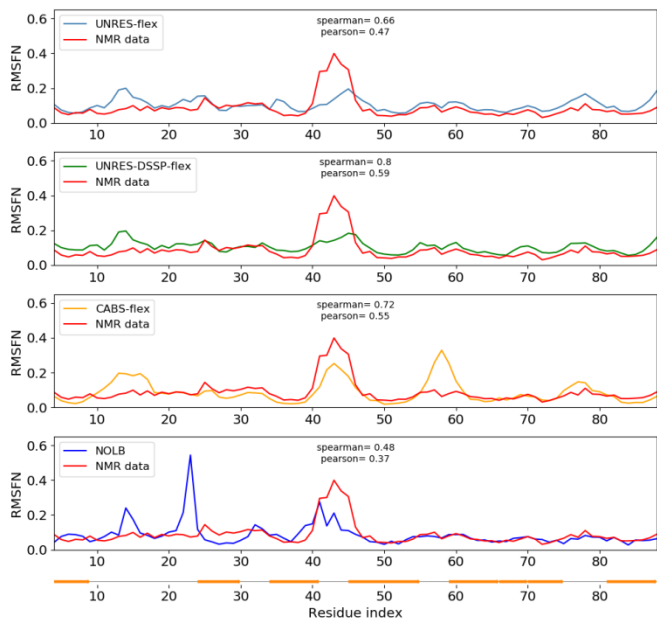 UNRES-flex
NMR data
spearman = 0.66
pearson = 0.47
RMSFN
0.6
0.4
0.2
0.0
10 20 30 40 50 60 70 80
UNRES-DSSP-flex
NMR data
spearman= 0.8
pearson= 0.59
RMSFN
0.6
0.4
0.2
0.0
10 20 30 40 50 60 70 80
CABS-flex
NMR data
spearman= 0.72
pearson= 0.55
RMSFN
0.6
0.4
0.2
0.0
10 20 30 40 50 60 70 80
NOLB
NMR data
spearman= 0.48
pearson= 0.37
RMSFN
0.6
0.4
0.2
0.0
10 20 30 40 50 60 70 80
Residue index